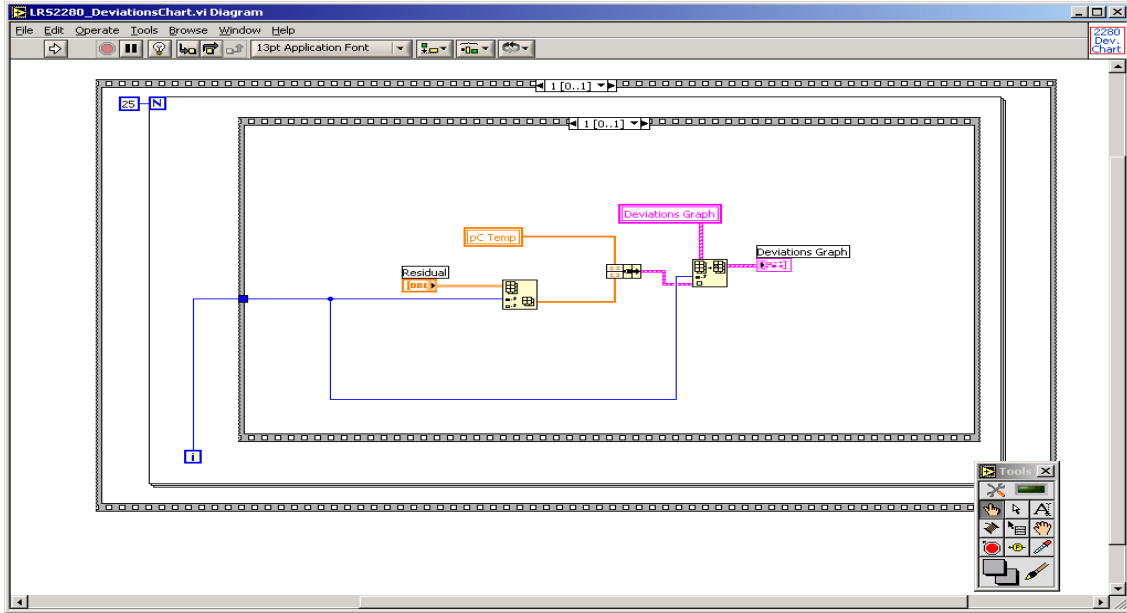 LRS2280_DeviationsChart.vi Diagram
File Edit Operate Tools Browse Window Help
13pt Application Font
2280
Dev.
Chart
1 [0..1]
25 N
1 [0..1]
Deviations Graph
pC Temp
Deviations Graph
Residual
DBL
i
Tools